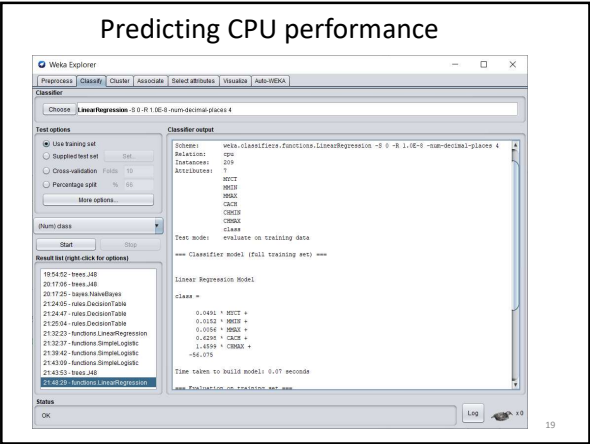 Predicting CPU performance
Weka Explorer
Preprocess Classify Cluster Associate Select attributes Visualize Auto-WEKA
Classifier
Choose LinearRegression -S 0 -R 1.0E-8 -num-decimal-places 4
Test options
Use training set
Supplied test set Set...
Cross-validation Folds 10
Percentage split % 66
More options...
(Num) class
Start Stop
Result list (right-click for options)
19:54:52 - trees.J48
20:17:06 - trees.J48
20:17:25 - bayes.NaiveBayes
21:24:05 - rules.DecisionTable
21:24:47 - rules.DecisionTable
21:25:04 - rules.DecisionTable
21:32:23 - functions.LinearRegression
21:32:37 - functions.SimpleLogistic
21:39:42 - functions.SimpleLogistic
21:43:09 - functions.SimpleLogistic
21:43:53 - trees.J48
21:48:29 - functions.LinearRegression
Classifier output
Scheme: weka.classifiers.functions.LinearRegression -S 0 -R 1.0E-8 -num-decimal-places 4
Relation: cpu
Instances: 209
Attributes: 7
MYCT
MMIN
MMAX
CACH
CHMIN
CHMAX
class
Test mode: evaluate on training data
=== Classifier model (full training set) ===
Linear Regression Model
class =
0.0491 * MYCT +
0.0152 * MMIN +
0.0056 * MMAX +
0.6298 * CACH +
1.4599 * CHMAX +
-56.075
Time taken to build model: 0.07 seconds
=== Evaluation on training set ===
Status
OK
Log x 0
19